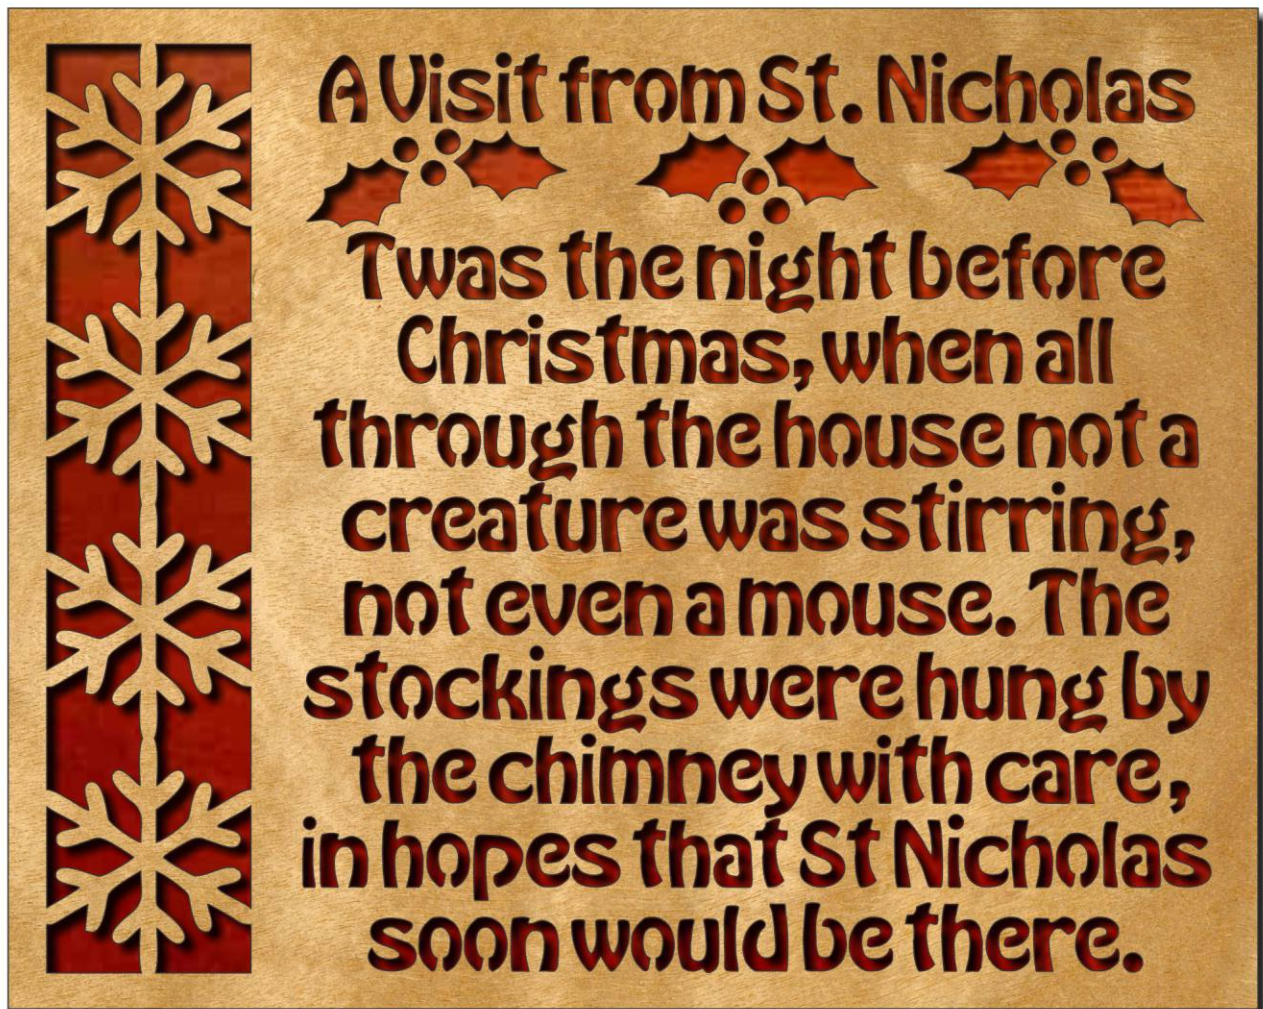 A Visit from St. Nicholas
Twas the night before
Christmas, when all
through the house not a
creature was stirring,
not even a mouse. The
stockings were hung by
the chimney with care,
in hopes that St Nicholas
soon would be there.